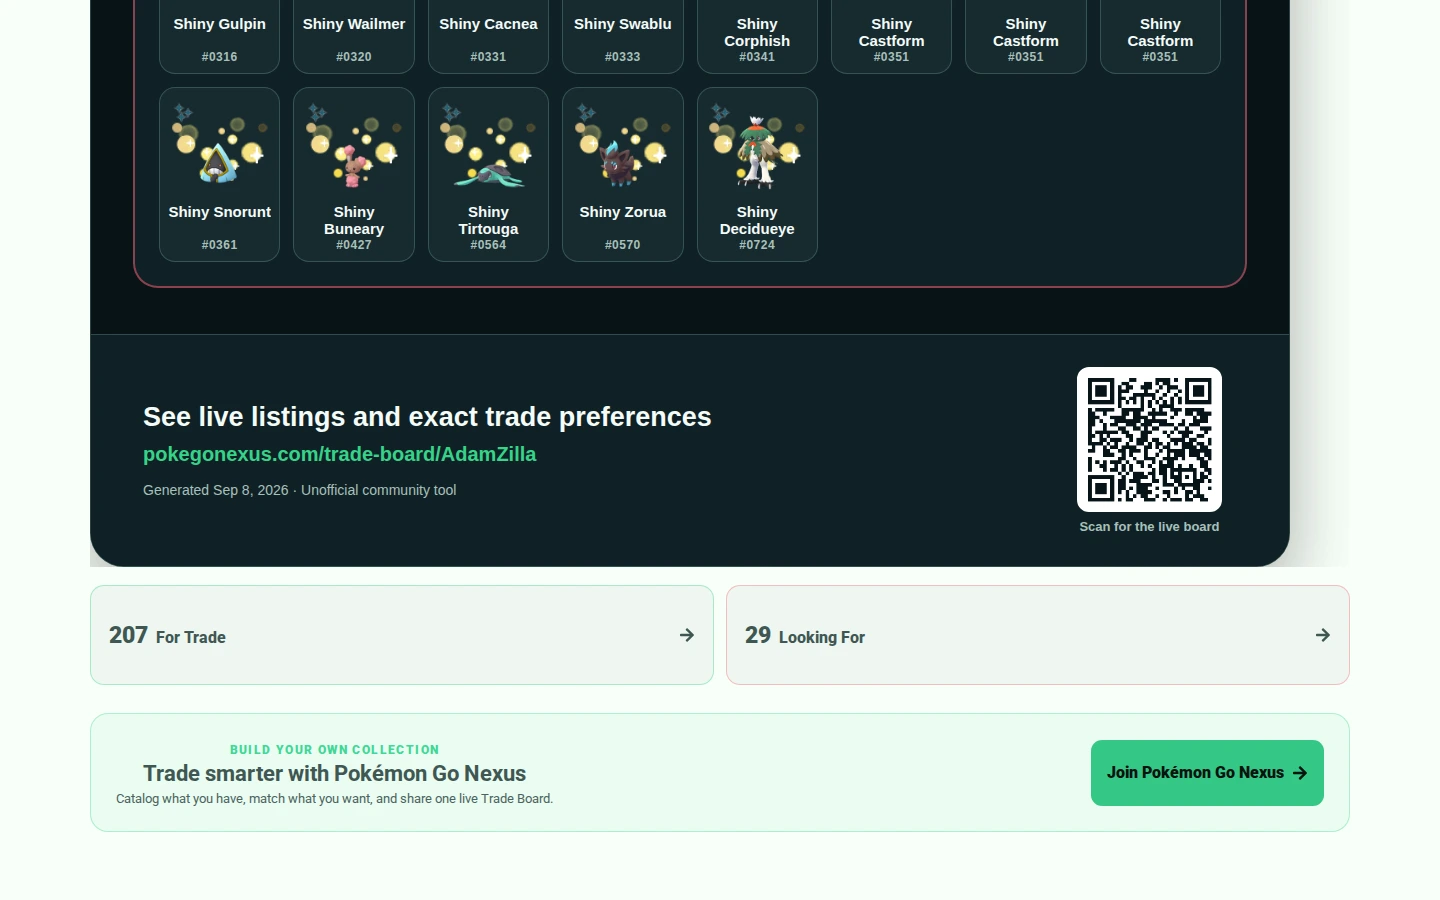 Shiny Gulpin
#0316
Shiny Wailmer
#0320
Shiny Cacnea
#0331
Shiny Swablu
#0333
Shiny
Corphish
#0341
Shiny
Castform
#0351
Shiny
Castform
#0351
Shiny
Castform
#0351
Shiny Snorunt
#0361
Shiny
Buneary
#0427
Shiny
Tirtouga
#0564
Shiny Zorua
#0570
Shiny
Decidueye
#0724
See live listings and exact trade preferences
pokegonexus.com/trade-board/AdamZilla
Generated Sep 8, 2026 · Unofficial community tool
Scan for the live board
207 For Trade
29 Looking For
BUILD YOUR OWN COLLECTION
Trade smarter with Pokémon Go Nexus
Catalog what you have, match what you want, and share one live Trade Board.
Join Pokémon Go Nexus